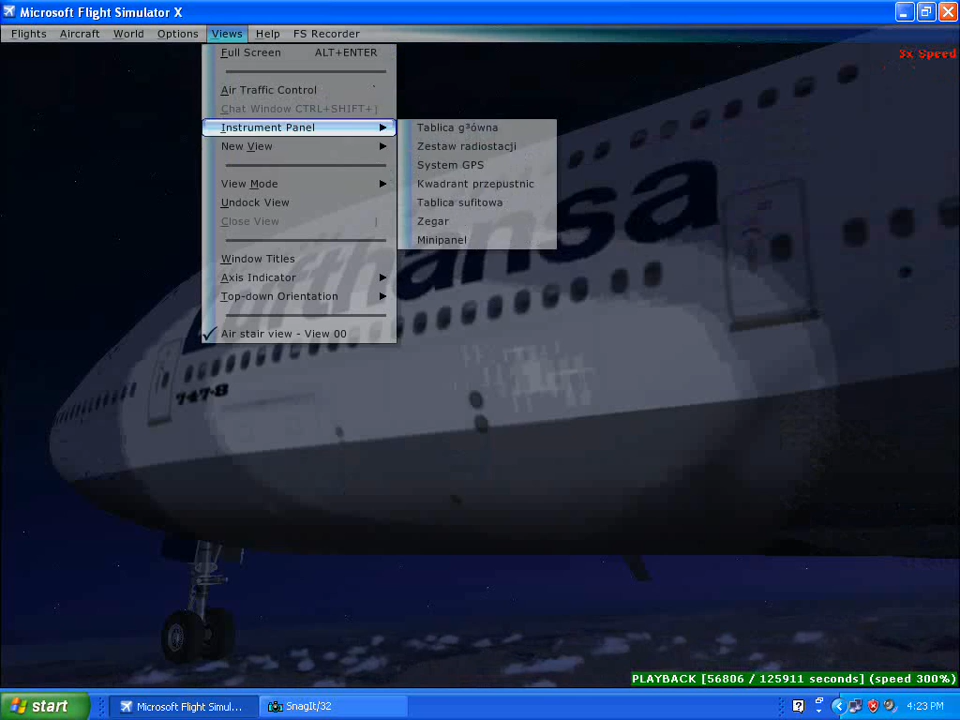 Microsoft Flight Simulator X
Flights Aircraft World Options Views Help FS Recorder
3x Speed
Full Screen ALT+ENTER
Air Traffic Control
Chat Window CTRL+SHIFT+]
Instrument Panel
New View
View Mode
Undock View
Close View [
Window Titles
Axis Indicator
Top-down Orientation
Air stair view - View 00
Tablica g³ówna
Zestaw radiostacji
System GPS
Kwadrant przepustnic
Tablica sufitowa
Zegar
Minipanel
Lufthansa
747-8
PLAYBACK [56806 / 125911 seconds] (speed 300%)
start
Microsoft Flight Simul...
SnagIt/32
4:23 PM